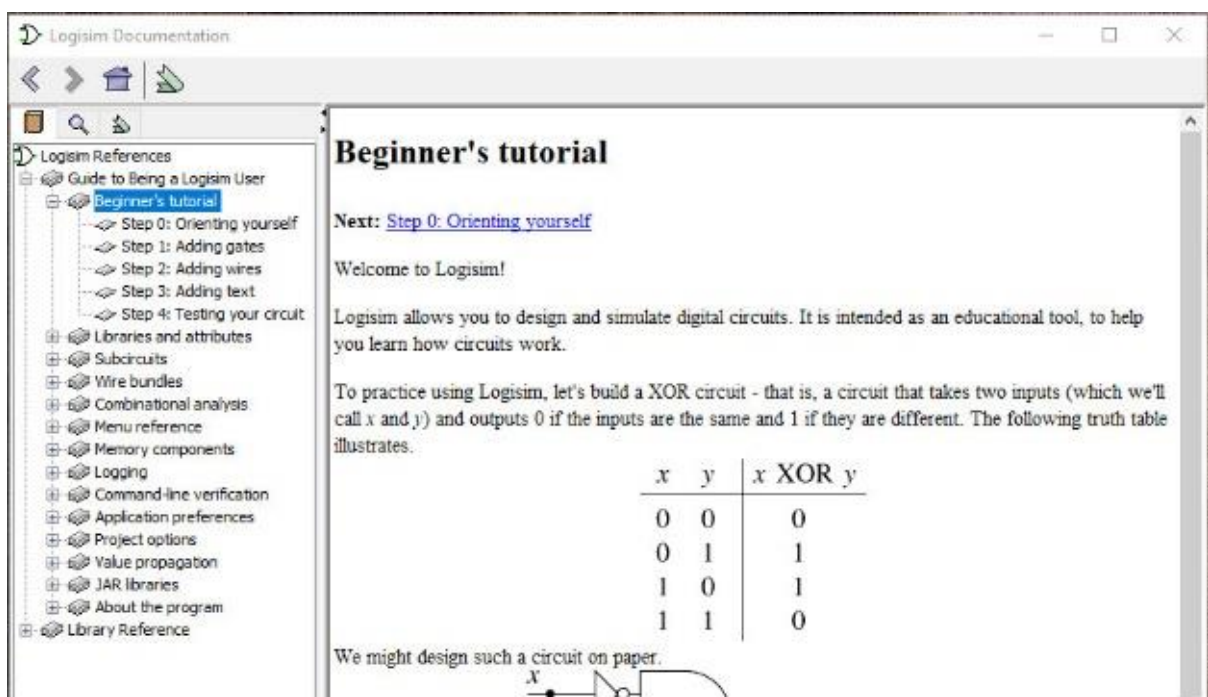 Logisim Documentation
Logisim References
Guide to Being a Logisim User
Beginner's tutorial
Step 0: Orienting yourself
Step 1: Adding gates
Step 2: Adding wires
Step 3: Adding text
Step 4: Testing your circuit
Libraries and attributes
Subcircuits
Wire bundles
Combinational analysis
Menu reference
Memory components
Logging
Command-line verification
Application preferences
Project options
Value propagation
JAR libraries
About the program
Library Reference
Beginner's tutorial
Next: Step 0: Orienting yourself
Welcome to Logisim!
Logisim allows you to design and simulate digital circuits. It is intended as an educational tool, to help
you learn how circuits work.
To practice using Logisim, let's build a XOR circuit - that is, a circuit that takes two inputs (which we'll
call x and y) and outputs 0 if the inputs are the same and 1 if they are different. The following truth table
illustrates.
x y x XOR y
0 0 0
0 1 1
1 0 1
1 1 0
We might design such a circuit on paper.
x